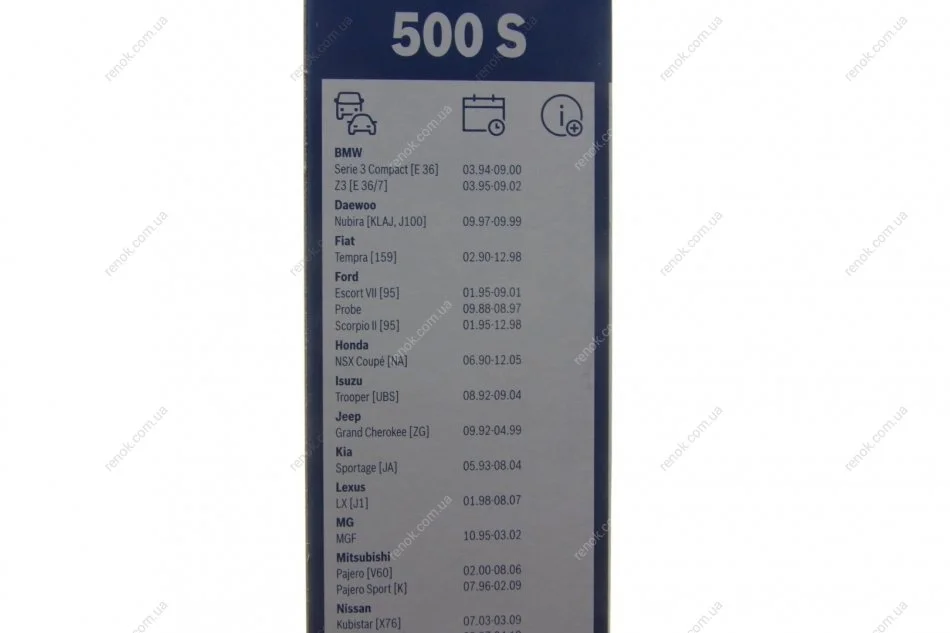 500 S
i
BMW
Serie 3 Compact [E 36] 03.94-09.00
Z3 [E 36/7] 03.95-09.02
Daewoo
Nubira [KLAJ, J100] 09.97-09.99
Fiat
Tempra [159] 02.90-12.98
Ford
Escort VII [95] 01.95-09.01
Probe 09.88-08.97
Scorpio II [95] 01.95-12.98
Honda
NSX Coupé [NA] 06.90-12.05
Isuzu
Trooper [UBS] 08.92-09.04
Jeep
Grand Cherokee [ZG] 09.92-04.99
Kia
Sportage [JA] 05.93-08.04
Lexus
LX [J1] 01.98-08.07
MG
MGF 10.95-03.02
Mitsubishi
Pajero [V60] 02.00-08.06
Pajero Sport [K] 07.96-02.09
Nissan
Kubistar [X76] 07.03-03.09
renok.com.ua